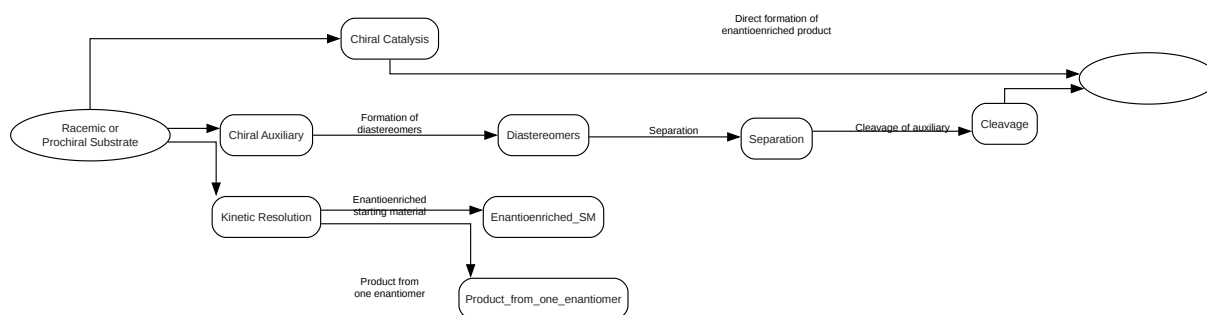 Direct formation of
enantioenriched product
Chiral Catalysis
Racemic or
Prochiral Substrate
Chiral Auxiliary
Formation of
diastereomers
Diastereomers
Separation
Separation
Cleavage of auxiliary
Cleavage
Kinetic Resolution
Enantioenriched
starting material
Enantioenriched_SM
Product from
one enantiomer
Product_from_one_enantiomer